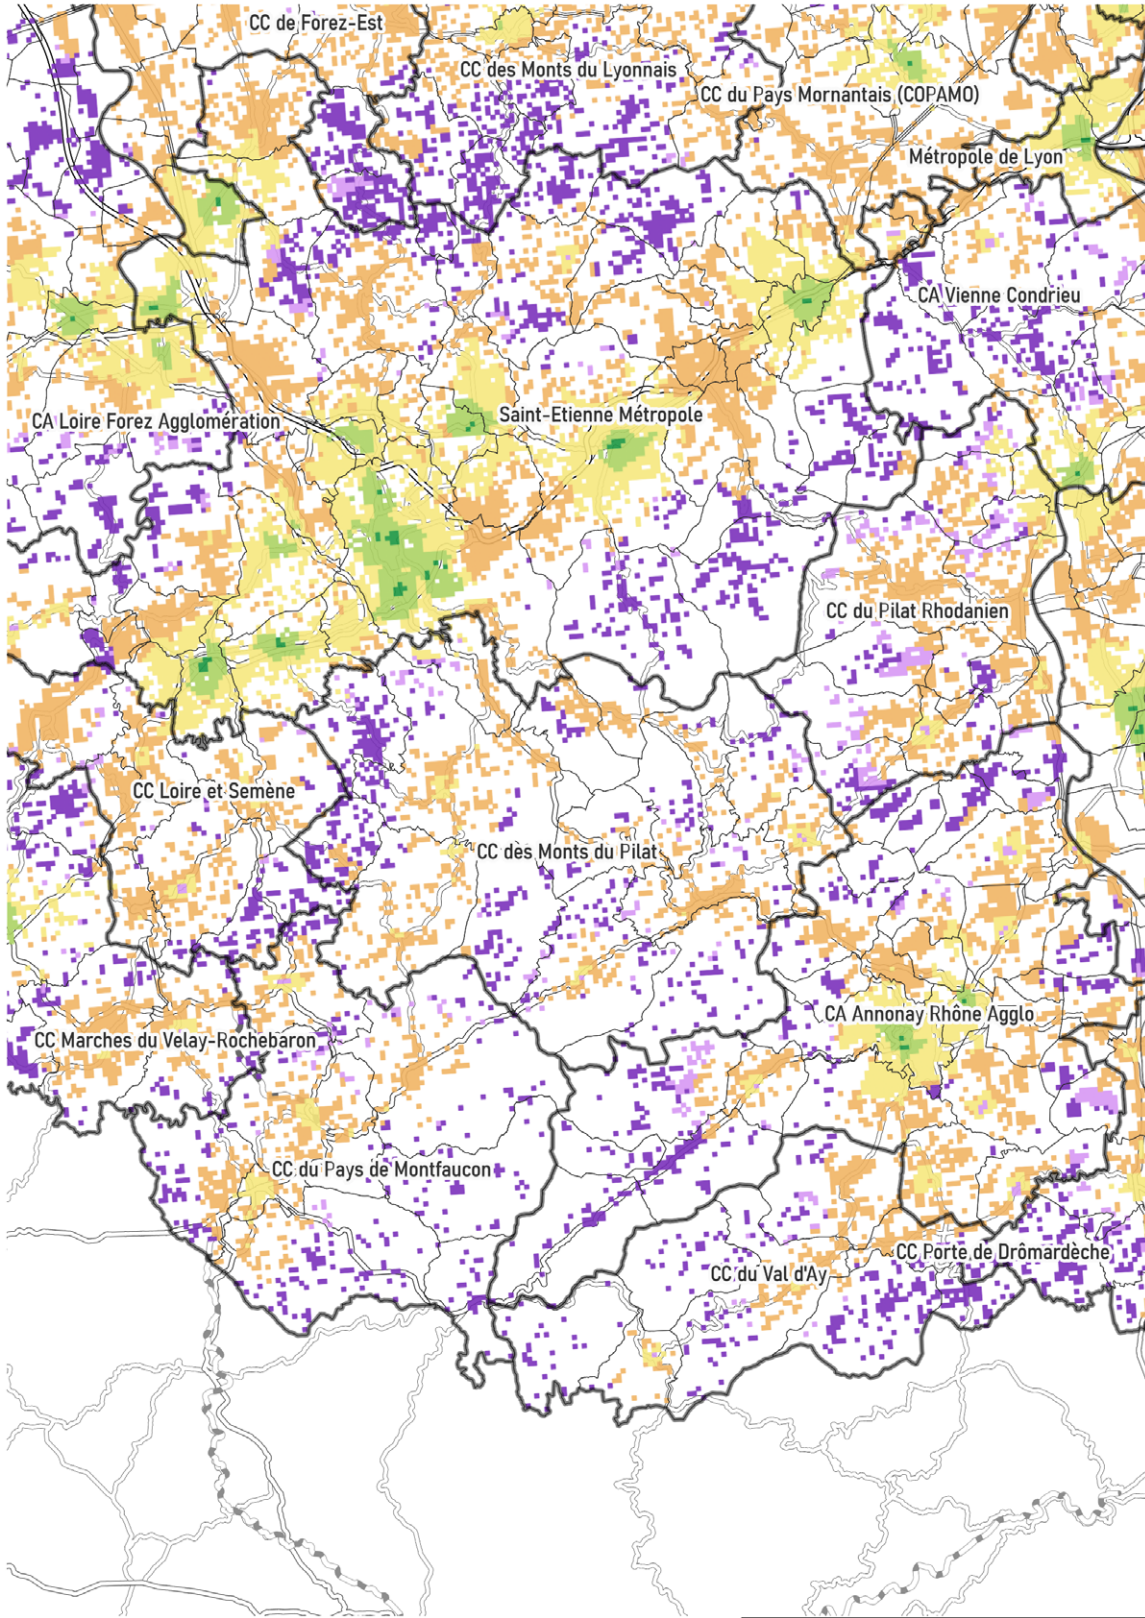 CC de Forez-Est
CC des Monts du Lyonnais
CC du Pays Mornantais (COPAMO)
Métropole de Lyon
CA Vienne Condrieu
CA Loire Forez Agglomération
Saint-Etienne Métropole
CC du Pilat Rhodanien
CC Loire et Semène
CC des Monts du Pilat
CA Annonay Rhône Agglo
CC Marches du Velay-Rochebaron
CC du Pays de Montfaucon
CC Porte de Drômardèche
CC du Val d'Ay